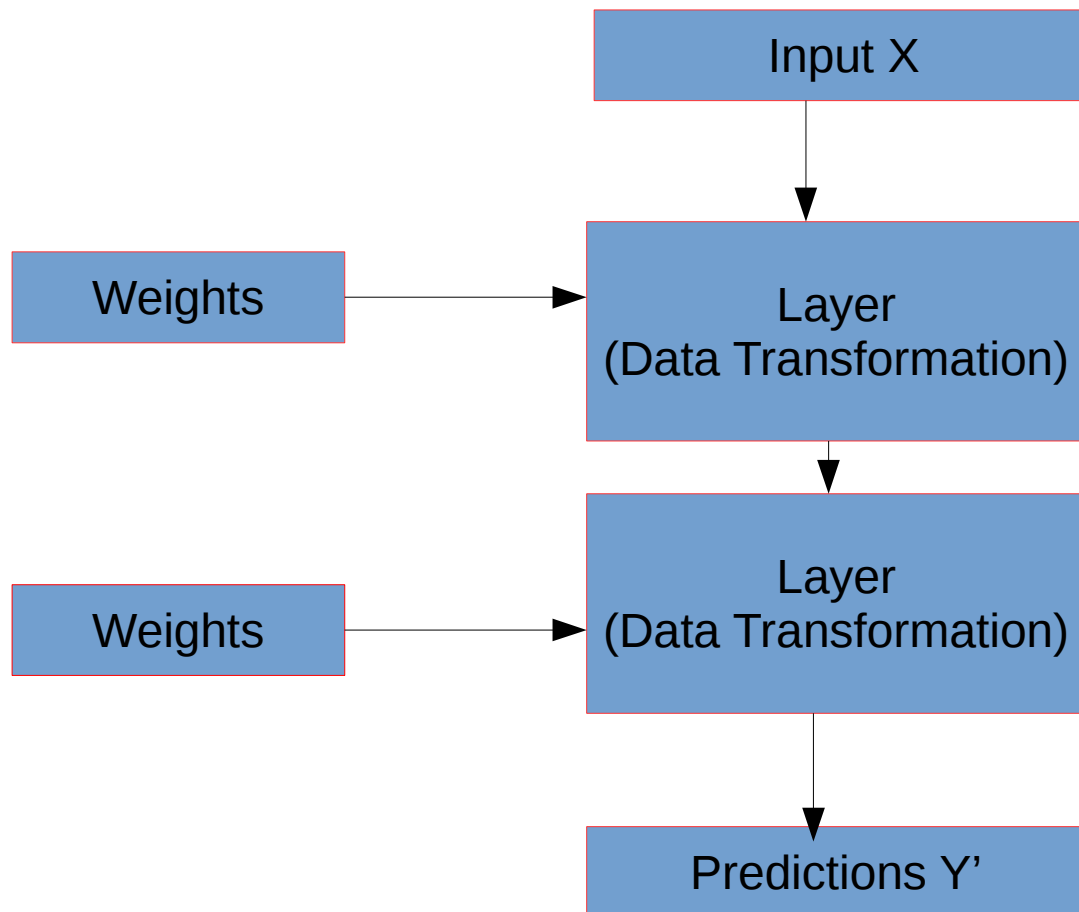 Input X
Weights
Layer
(Data Transformation)
Weights
Layer
(Data Transformation)
Predictions Y’